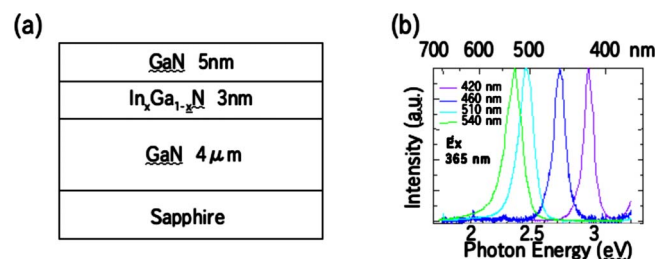 (a)
GaN 5nm
InxGa1-xN 3nm
GaN 4μm
Sapphire
(b)
700 600 500 400 nm
Intensity (a.u.)
420 nm
460 nm
510 nm
540 nm
Ex
365 nm
2 2.5 3
Photon Energy (eV)